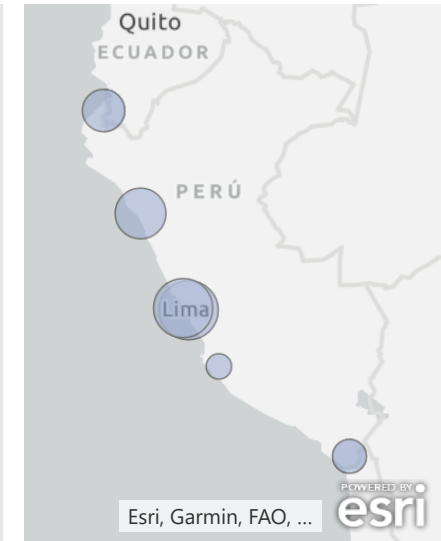 Quito
ECUADOR
PERÚ
Lima
POWERED BY
esri
Esri, Garmin, FAO, ...